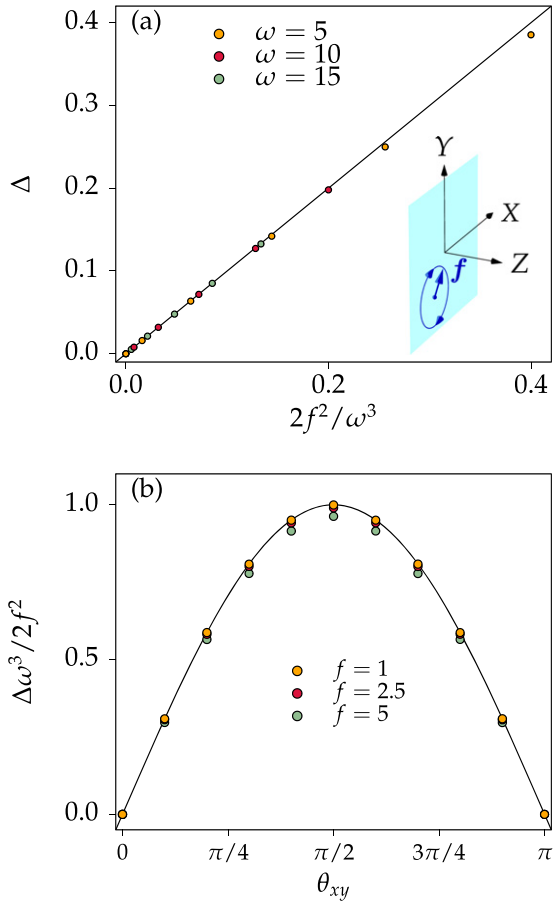 (a)
ω = 5
ω = 10
ω = 15
0.4
0.3
0.2
0.1
0.0
Δ
Y
X
Z
f
0.0 0.2 0.4
2f²/ω³
(b)
1.0
0.5
0.0
Δω³/2f²
f = 1
f = 2.5
f = 5
0 π/4 π/2 3π/4 π
θxy